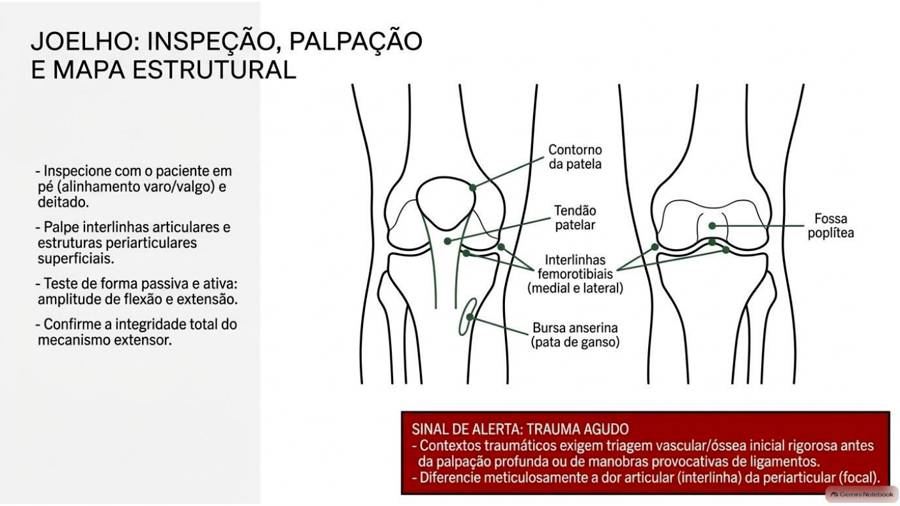 JOELHO: INSPEÇÃO, PALPAÇÃO
E MAPA ESTRUTURAL
- Inspecione com o paciente em
pé (alinhamento varo/valgo) e
deitado.
- Palpe interlinhas articulares e
estruturas periarticulares
superficiais.
- Teste de forma passiva e ativa:
amplitude de flexão e extensão.
- Confirme a integridade total do
mecanismo extensor.
Contorno
da patela
Tendão
patelar
Interlinhas
femorotibiais
(medial e lateral)
Bursa anserina
(pata de ganso)
Fossa
poplítea
SINAL DE ALERTA: TRAUMA AGUDO
- Contextos traumáticos exigem triagem vascular/óssea inicial rigorosa antes
da palpação profunda ou de manobras provocativas de ligamentos.
- Diferencie meticulosamente a dor articular (interlinha) da periarticular (focal).
Gemini Notebook